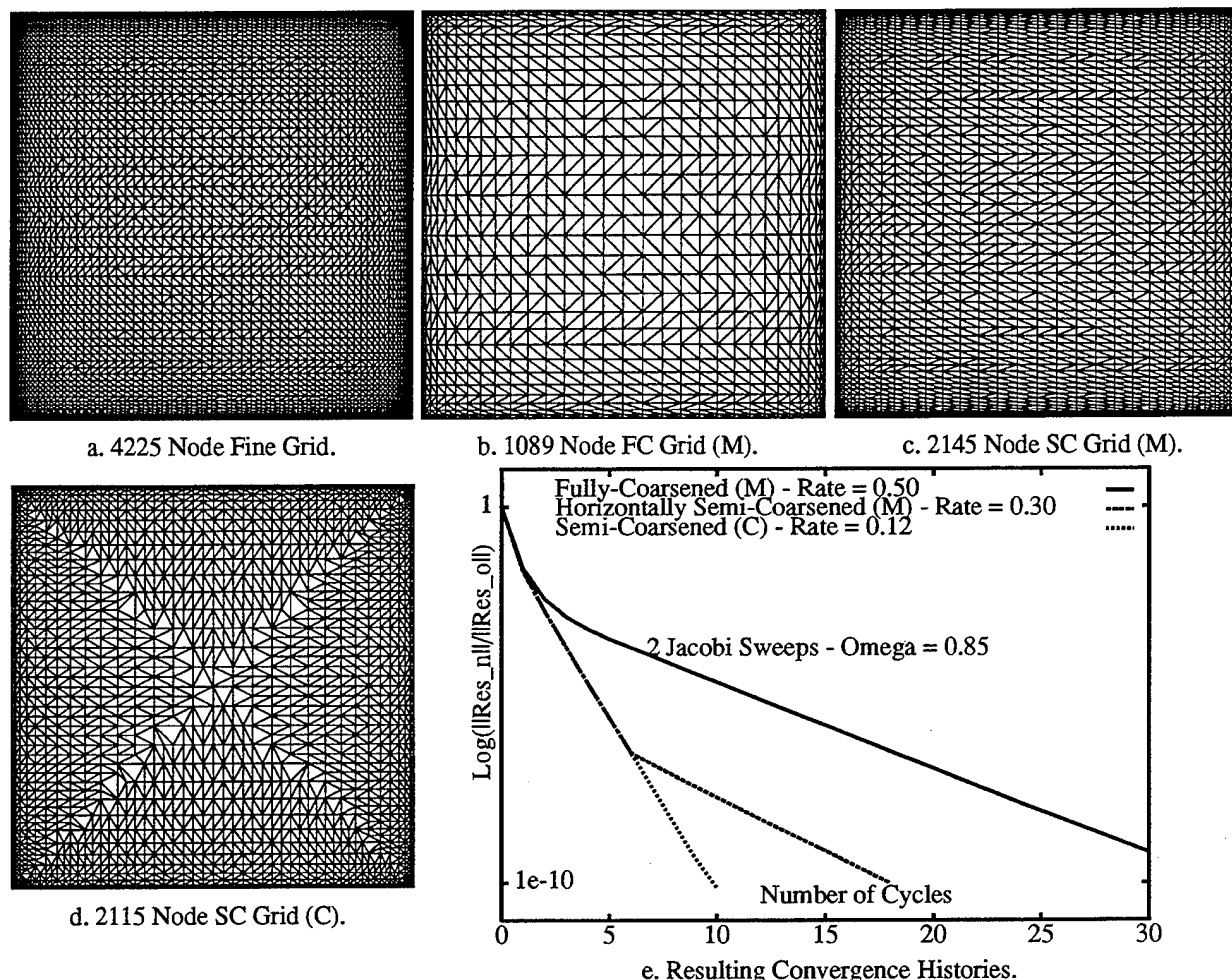 a. 4225 Node Fine Grid.
b. 1089 Node FC Grid (M).
c. 2145 Node SC Grid (M).
d. 2115 Node SC Grid (C).
Log(||Res_n||/||Res_o||)
1
1e-10
Fully-Coarsened (M) - Rate = 0.50
Horizontally Semi-Coarsened (M) - Rate = 0.30
Semi-Coarsened (C) - Rate = 0.12
2 Jacobi Sweeps - Omega = 0.85
Number of Cycles
0 5 10 15 20 25 30
e. Resulting Convergence Histories.